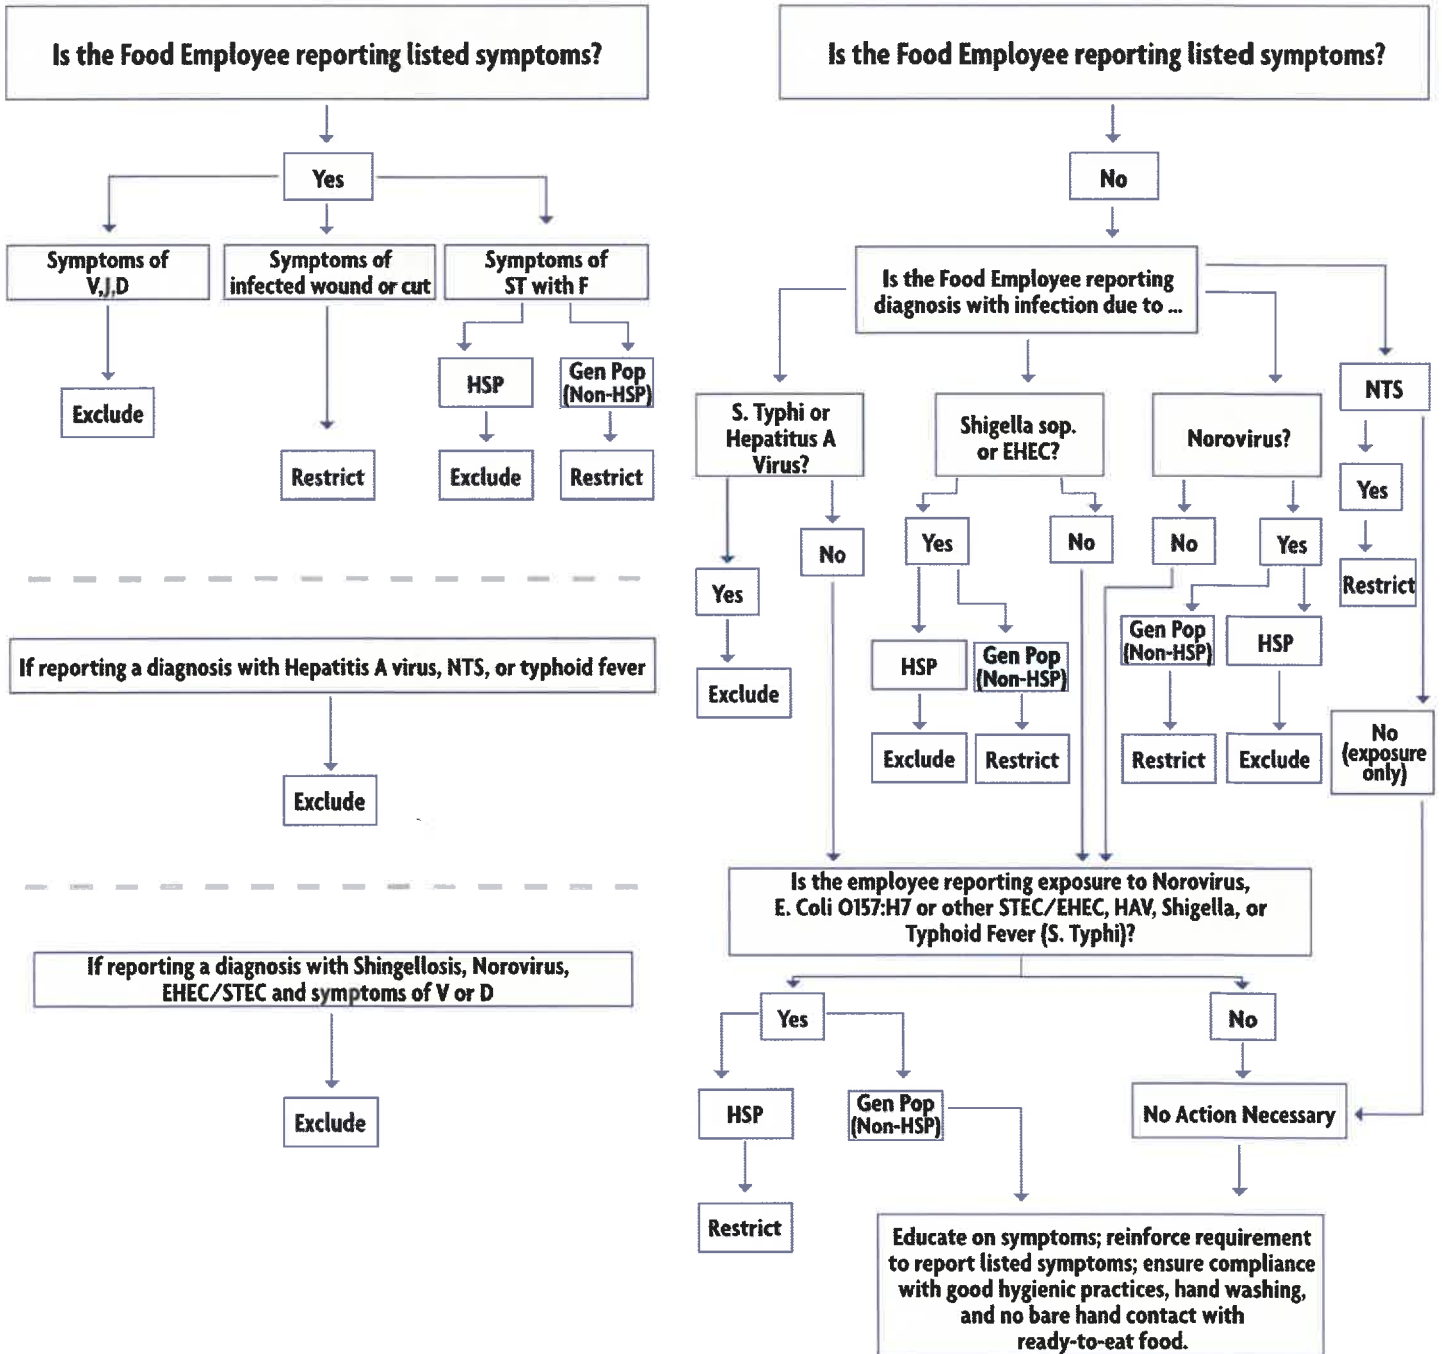 Is the Food Employee reporting listed symptoms?
Yes
Symptoms of
V,J,D
Symptoms of
infected wound or cut
Symptoms of
ST with F
HSP
Gen Pop
(Non-HSP)
Exclude
Restrict
Exclude
Restrict
If reporting a diagnosis with Hepatitis A virus, NTS, or typhoid fever
Exclude
If reporting a diagnosis with Shingellosis, Norovirus,
EHEC/STEC and symptoms of V or D
Exclude
Is the Food Employee reporting listed symptoms?
No
Is the Food Employee reporting
diagnosis with infection due to ...
NTS
S. Typhi or
Hepatitus A
Virus?
Shigella sop.
or EHEC?
Norovirus?
Yes
No
Yes
No
No
Yes
Yes
Restrict
Exclude
HSP
Gen Pop
(Non-HSP)
Gen Pop
(Non-HSP)
HSP
Exclude
Restrict
Restrict
Exclude
No
(exposure
only)
Is the employee reporting exposure to Norovirus,
E. Coli O157:H7 or other STEC/EHEC, HAV, Shigella, or
Typhoid Fever (S. Typhi)?
Yes
No
HSP
Gen Pop
(Non-HSP)
No Action Necessary
Restrict
Educate on symptoms; reinforce requirement
to report listed symptoms; ensure compliance
with good hygienic practices, hand washing,
and no bare hand contact with
ready-to-eat food.